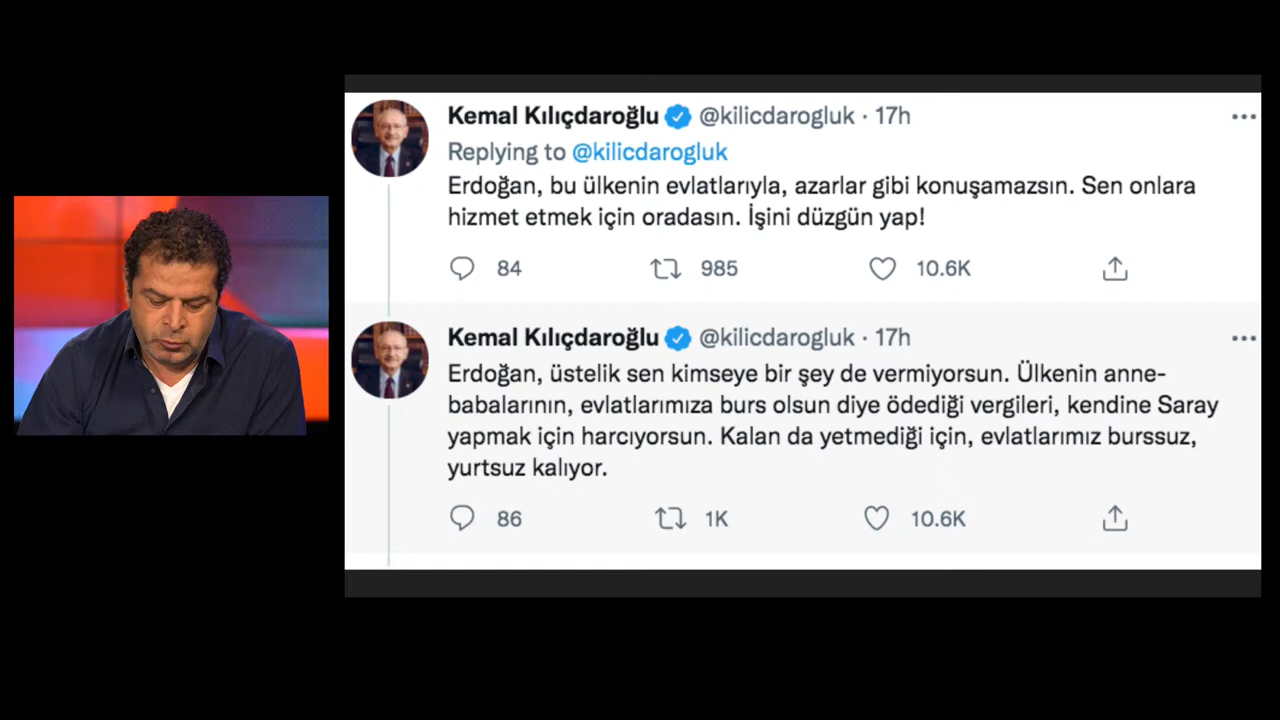 Kemal Kılıçdaroğlu @kilicdarogluk · 17h
Replying to @kilicdarogluk
Erdoğan, bu ülkenin evlatlarıyla, azarlar gibi konuşamazsın. Sen onlara
hizmet etmek için oradasın. İşini düzgün yap!
84 985 10.6K
Kemal Kılıçdaroğlu @kilicdarogluk · 17h
Erdoğan, üstelik sen kimseye bir şey de vermiyorsun. Ülkenin anne-
babalarının, evlatlarımıza burs olsun diye ödediği vergileri, kendine Saray
yapmak için harcıyorsun. Kalan da yetmediği için, evlatlarımız burssuz,
yurtsuz kalıyor.
86 1K 10.6K